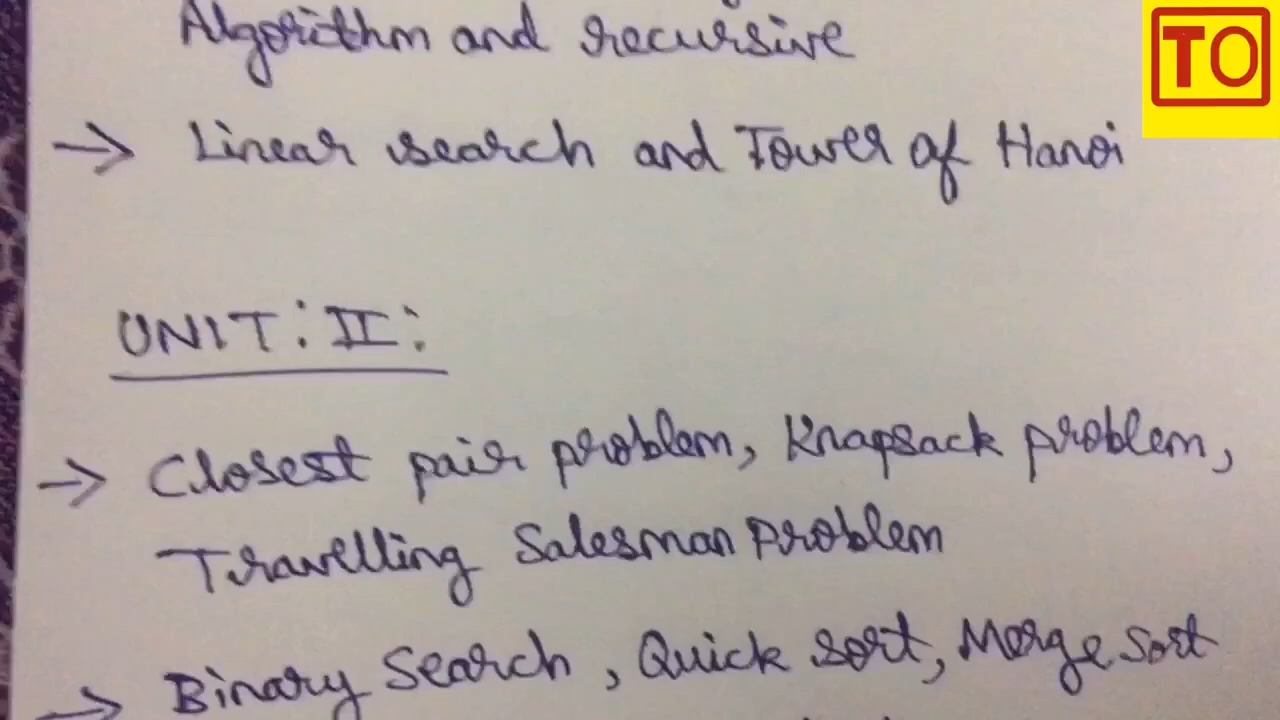 Algorithm and recursive
TO
→ Linear search and Tower of Hanoi
UNIT: II:
→ Closest pair problem, Knapsack problem,
Travelling Salesman Problem
→ Binary Search, Quick sort, Merge Sort